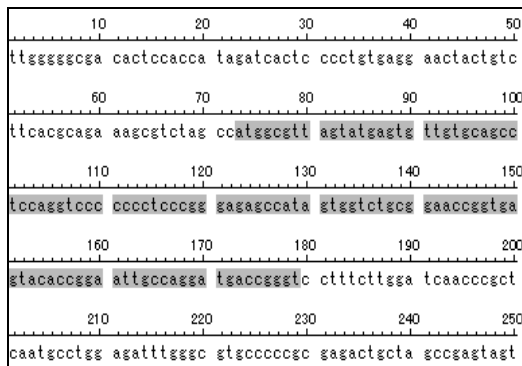 10 20 30 40 50
ttgggggcga cactccacca tagatcactc ccctgtgagg aactactgtc
60 70 80 90 100
ttcacgcaga aagcgtctag ccatggcgtt agtatgagtg ttgtgcagcc
110 120 130 140 150
tccaggtccc cccctcccgg gagagccata gtggtctgcg gaaccggtga
160 170 180 190 200
gtacaccgga attgccagga tgaccgggtc ctttcttgga tcaacccgct
210 220 230 240 250
caatgcctgg agatttgggc gtgcccccgc gagactgcta gccgagtagt